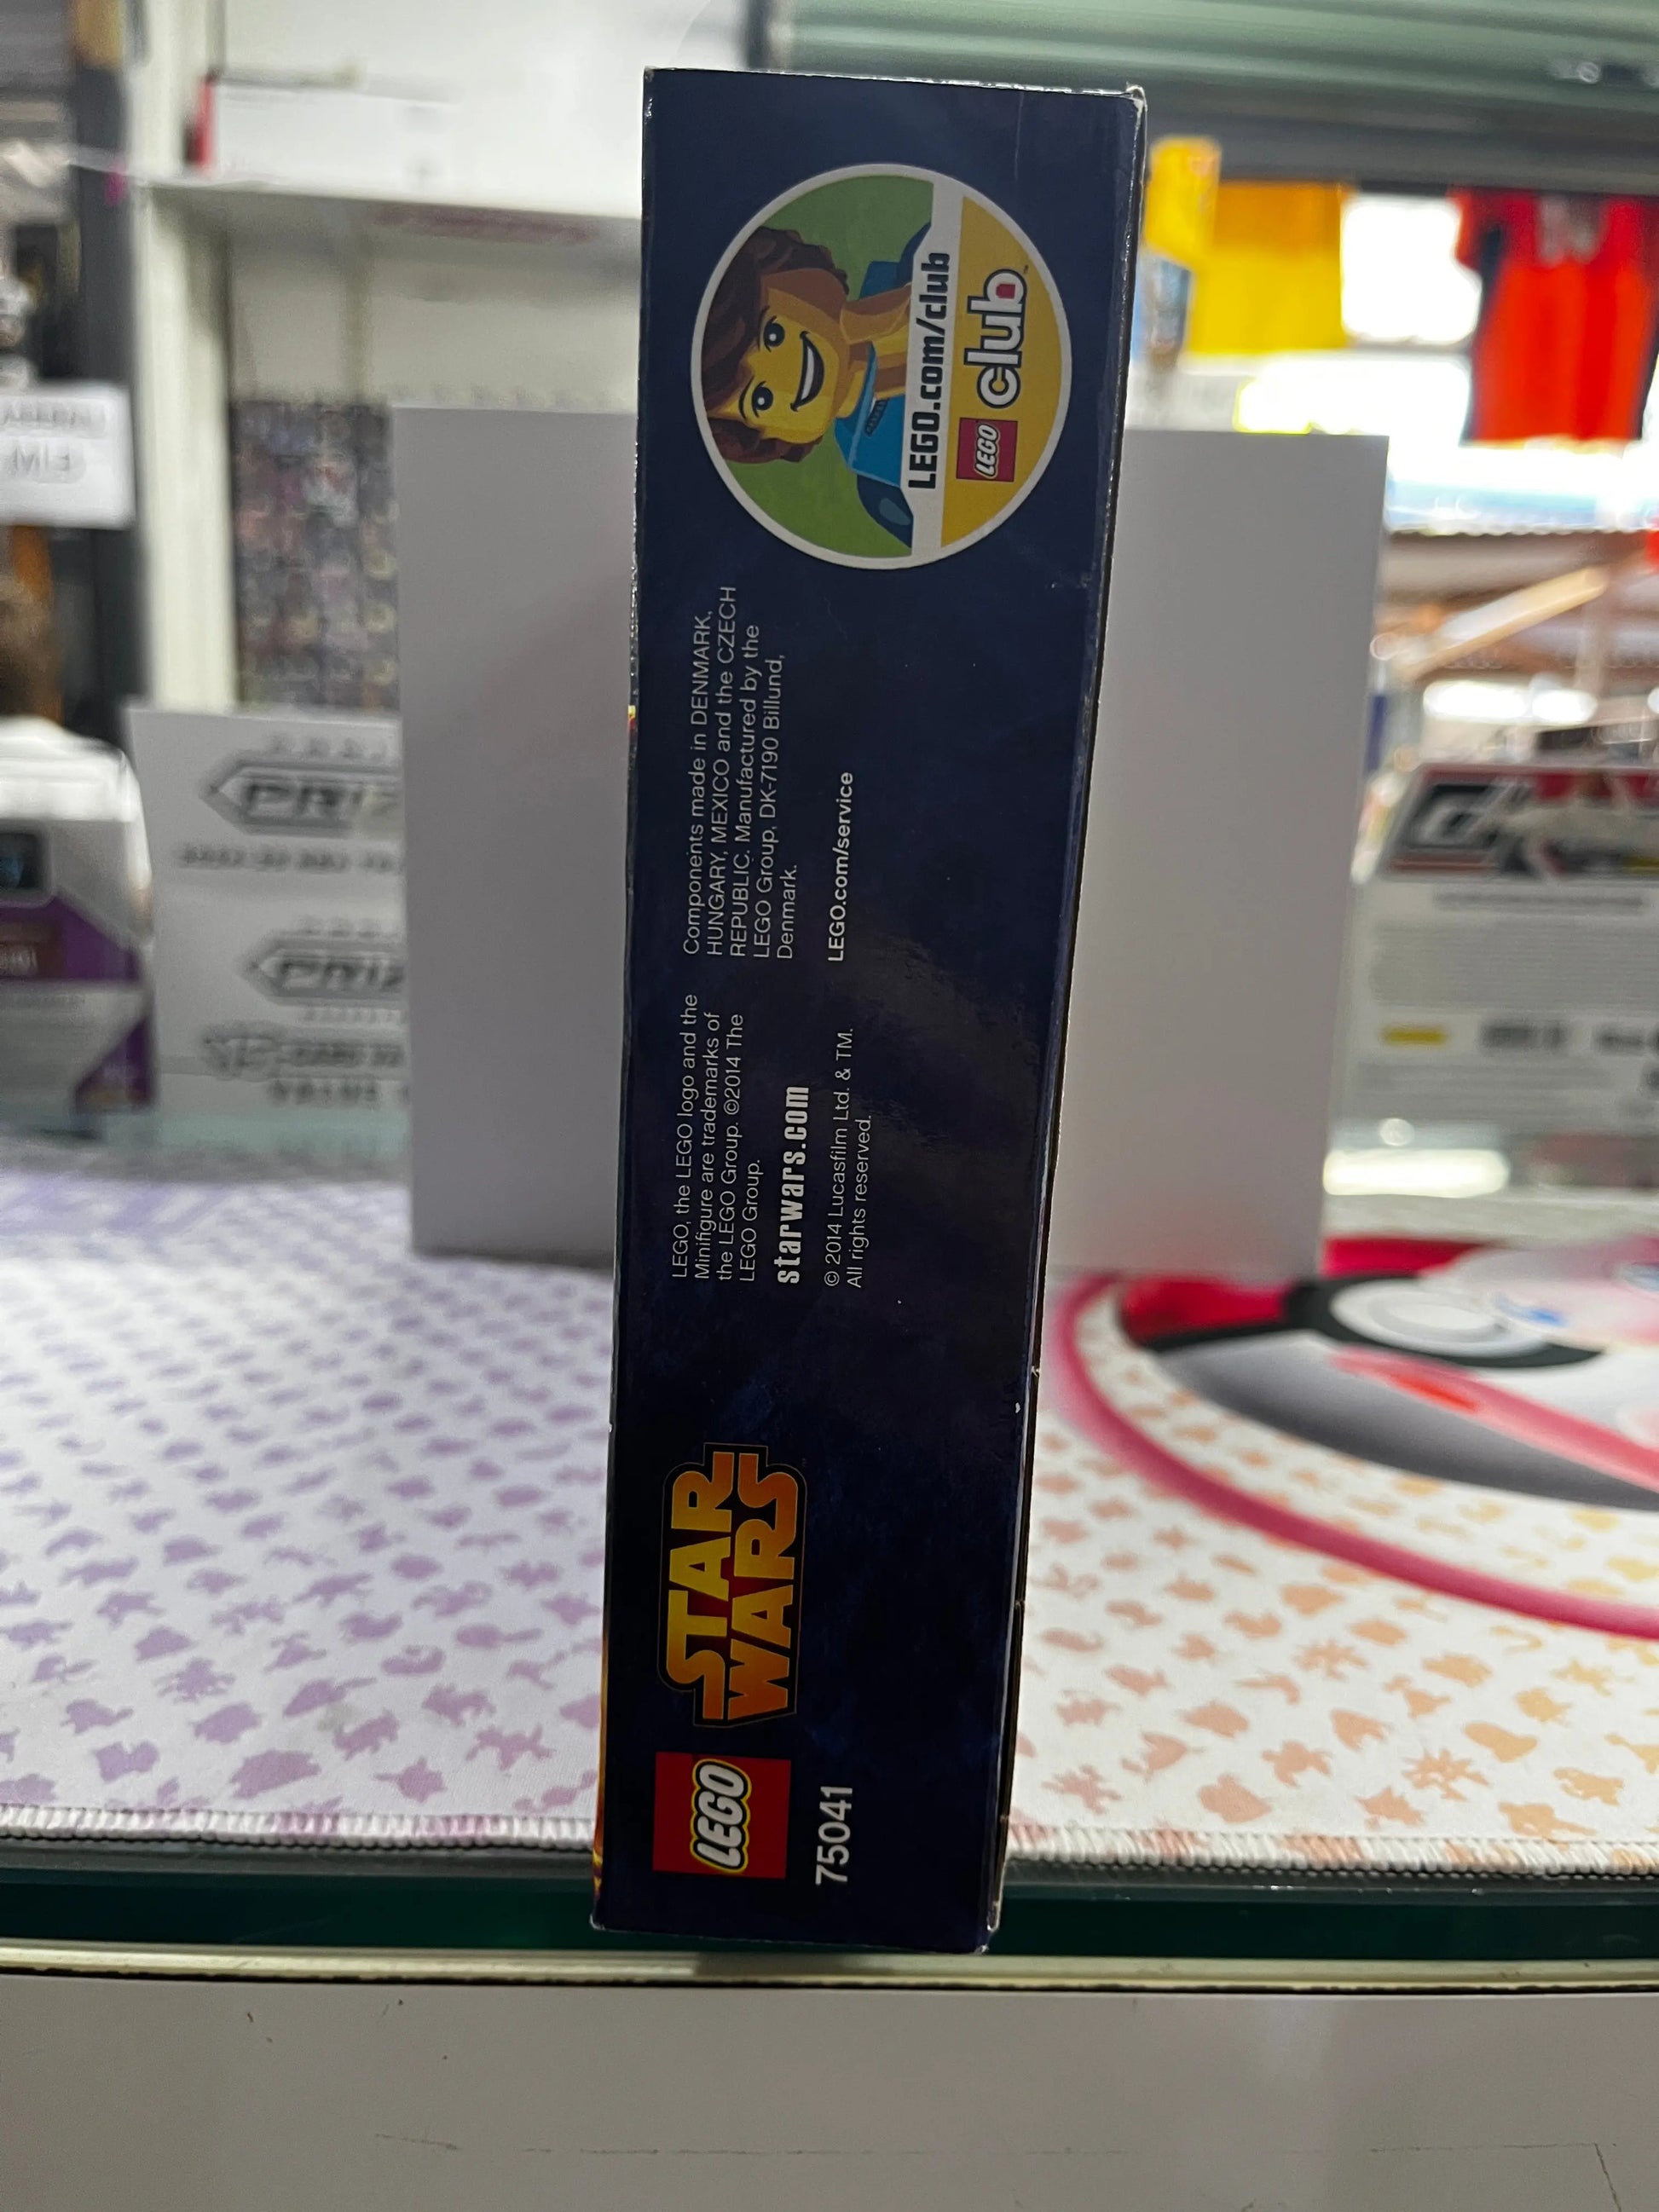 LEGO
STAR
WARS
75041
LEGO, the LEGO logo and the
Minifigure are trademarks of
the LEGO Group. ©2014 The
LEGO Group.
starwars.com
© 2014 Lucasfilm Ltd. & TM.
All rights reserved.
Components made in DENMARK,
HUNGARY, MEXICO and the CZECH
REPUBLIC. Manufactured by the
LEGO Group, DK-7190 Billund,
Denmark.
LEGO.com/service
LEGO.com/club
LEGO club™